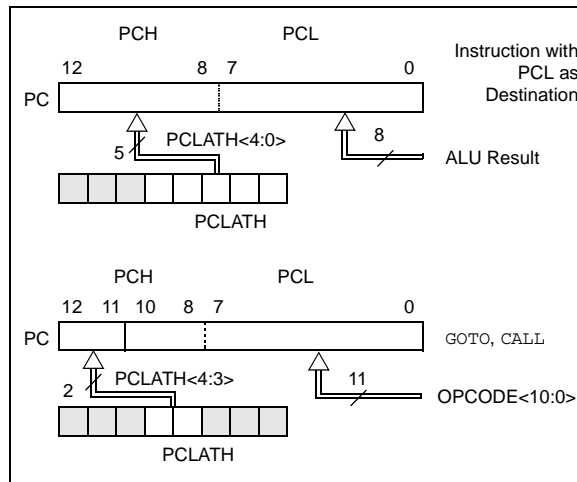 PCH PCL
12 8 7 0
Instruction with
PCL as
Destination
PC
5 PCLATH<4:0> 8
ALU Result
PCLATH
PCH PCL
12 11 10 8 7 0
PC GOTO, CALL
2 PCLATH<4:3> 11
OPCODE<10:0>
PCLATH